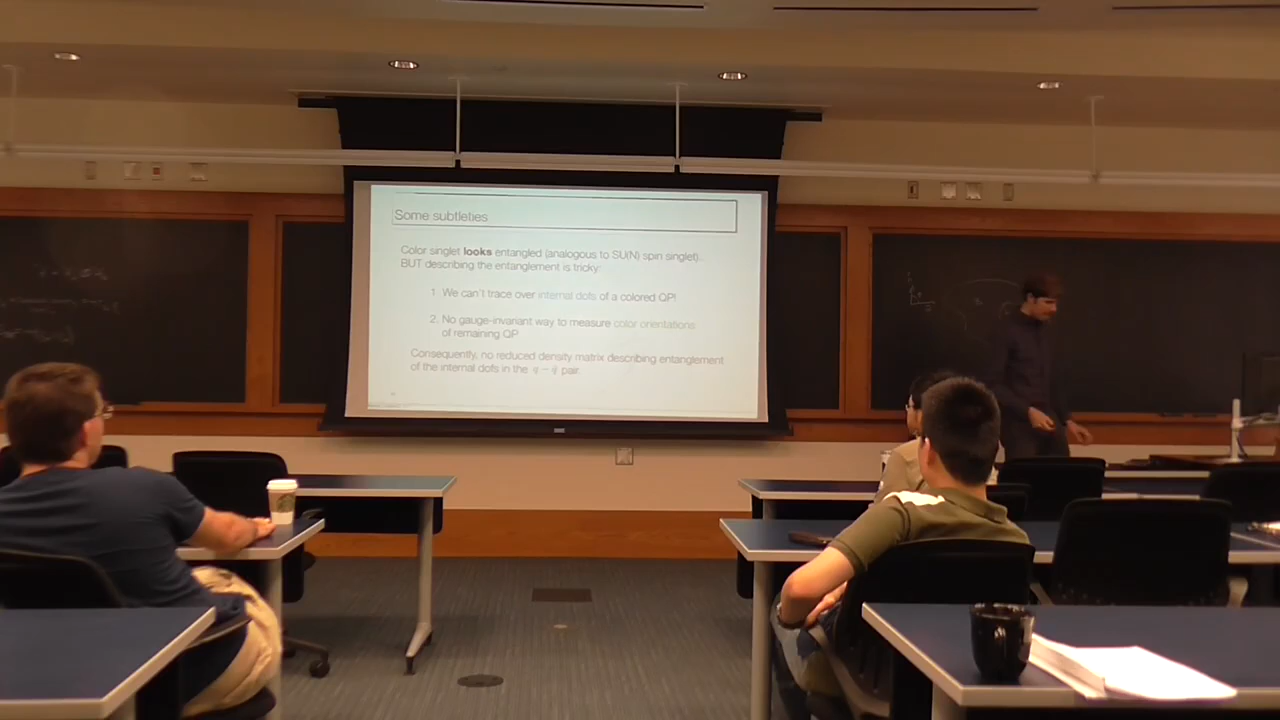 Some subtleties
Color singlet looks entangled (analogous to SU(N) spin singlet)..
BUT describing the entanglement is tricky:
1. We can't trace over internal dofs of a colored QP!
2. No gauge-invariant way to measure color orientations
of remaining QP
Consequently, no reduced density matrix describing entanglement
of the internal dofs in the q – q̄ pair.